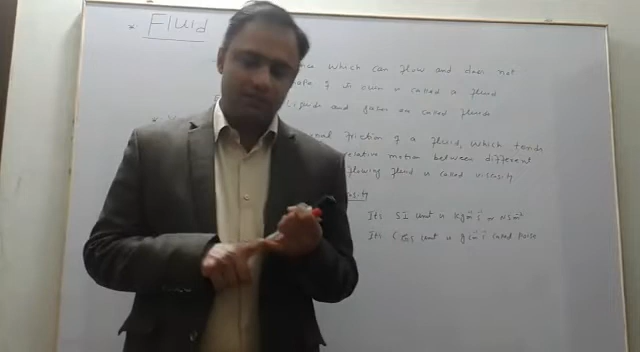 * Fluid
which can flow and does not
of its own is called a fluid
liquids and gases are called fluids
*
friction of a fluid, which tends
relative motion between different
flowing fluid is called viscosity
Its SI unit is Kgm⁻¹s⁻¹ = NSm⁻²
Its CGS unit is gcm⁻¹s⁻¹ called Poise